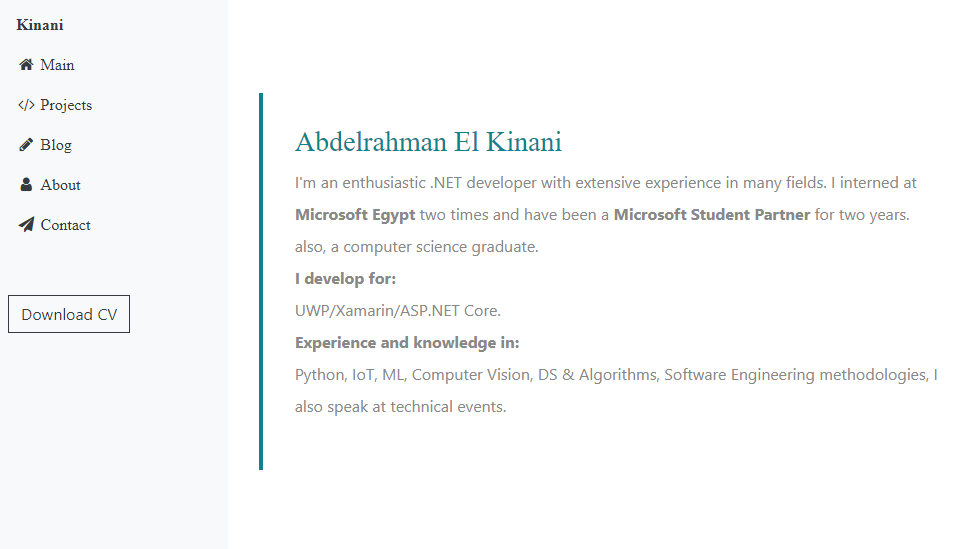 Kinani
Main
Projects
Blog
About
Contact
Download CV
Abdelrahman El Kinani
I'm an enthusiastic .NET developer with extensive experience in many fields. I interned at
Microsoft Egypt two times and have been a Microsoft Student Partner for two years.
also, a computer science graduate.
I develop for:
UWP/Xamarin/ASP.NET Core.
Experience and knowledge in:
Python, IoT, ML, Computer Vision, DS & Algorithms, Software Engineering methodologies, I
also speak at technical events.